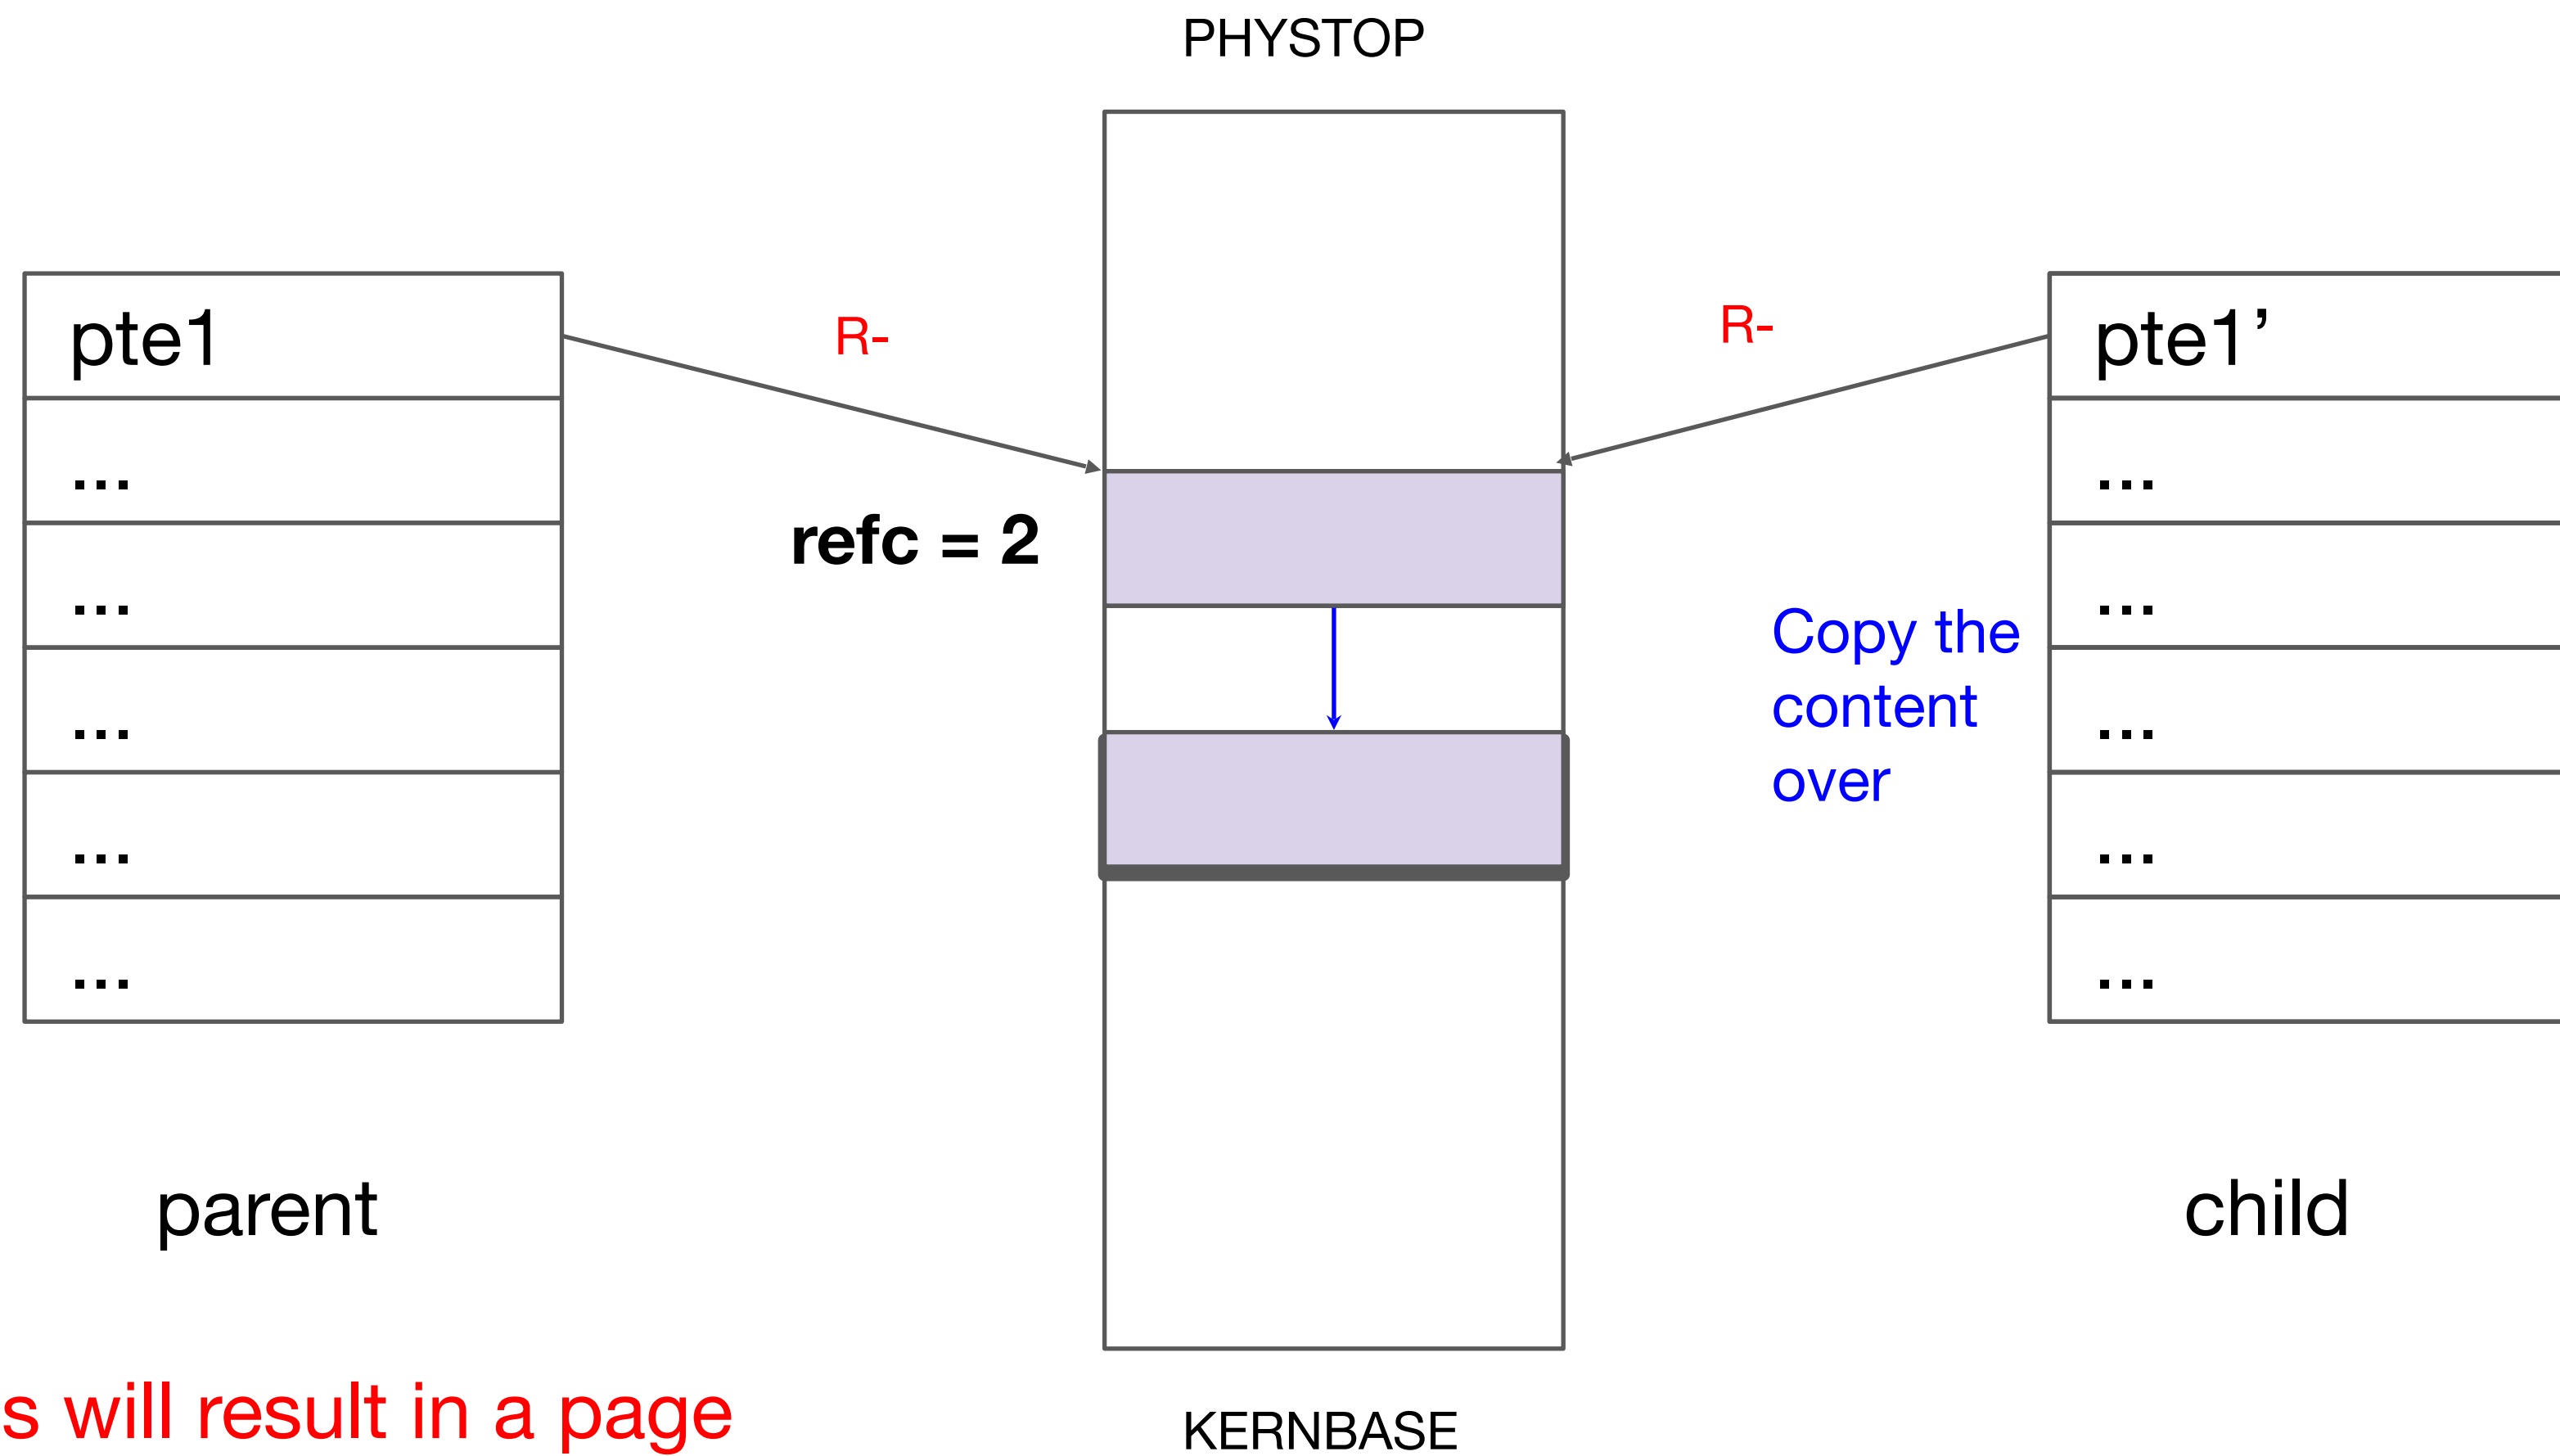 PHYSTOP
pte1
...
...
...
...
...
R-
refc = 2
R-
Copy the
content
over
pte1’
...
...
...
...
...
parent
child
s will result in a page
KERNBASE